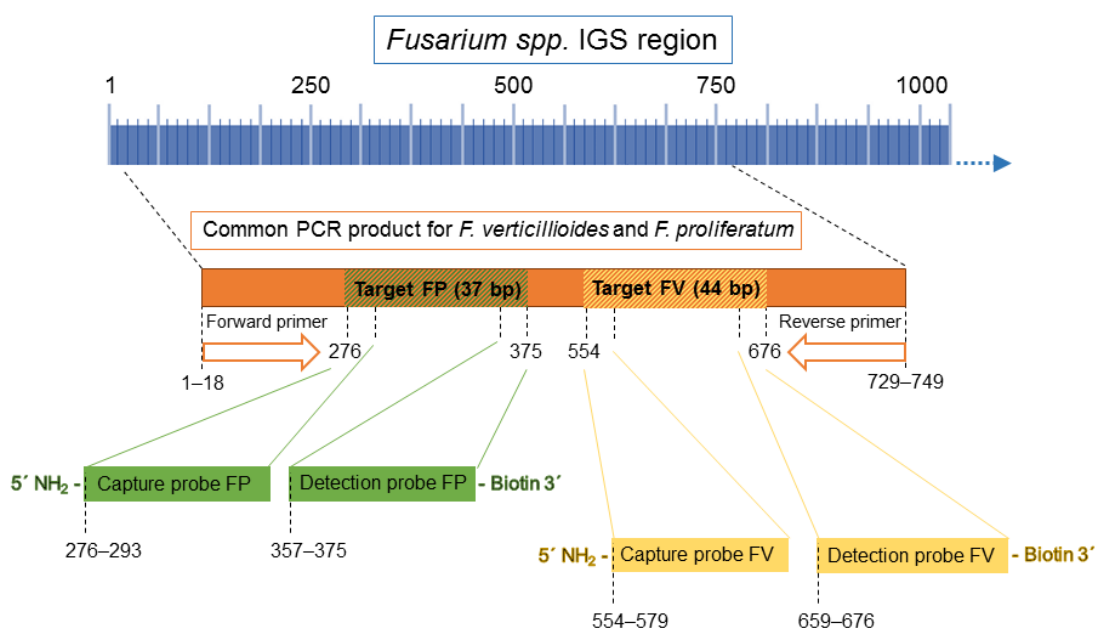 Fusarium spp. IGS region
1 250 500 750 1000
Common PCR product for F. verticillioides and F. proliferatum
Target FP (37 bp) Target FV (44 bp)
Forward primer Reverse primer
276 375 554 676
1–18 729–749
5´ NH2 - Capture probe FP Detection probe FP - Biotin 3´
276–293 357–375
5´ NH2 - Capture probe FV Detection probe FV - Biotin 3´
554–579 659–676